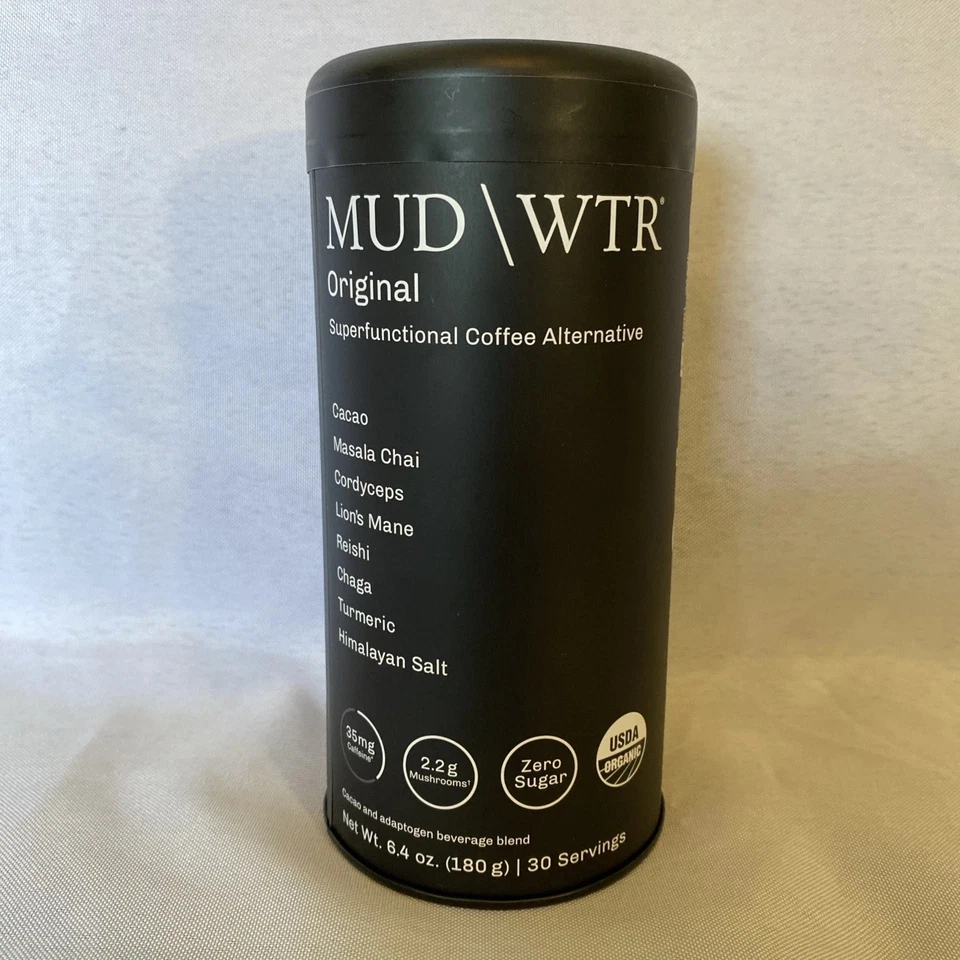 MUD \ WTR®
Original
Superfunctional Coffee Alternative
Cacao
Masala Chai
Cordyceps
Lion's Mane
Reishi
Chaga
Turmeric
Himalayan Salt
35mg
Caffeine*
2.2g
Mushrooms†
Zero
Sugar
USDA
ORGANIC
Cacao and adaptogen beverage blend
Net Wt. 6.4 oz. (180 g) | 30 Servings